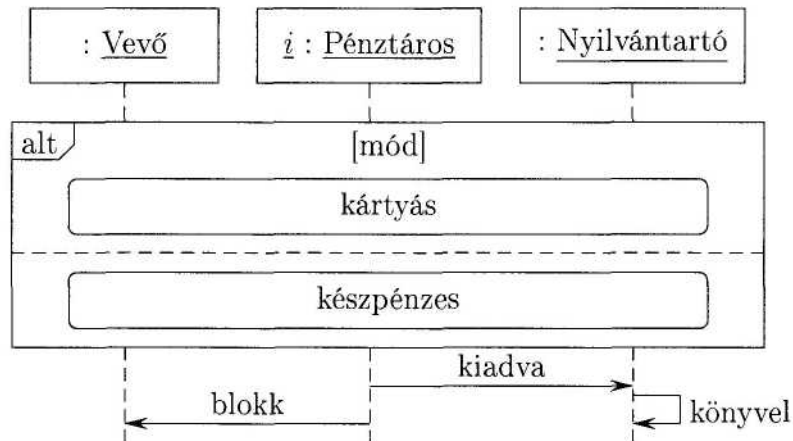 : Vevő
i : Pénztáros
: Nyilvántartó
alt
[mód]
kártyás
készpénzes
kiadva
blokk
könyvel